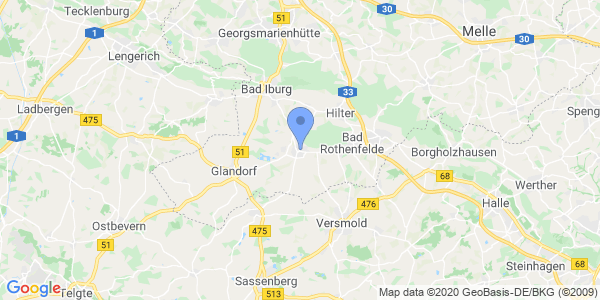 Tecklenburg
51
Georgsmarienhütte
30
Melle
30
1
Lengerich
Bad Iburg
33
Ladbergen
475
Hilter
Speng
1
51
Bad
Rothenfelde
Borgholzhausen
Glandorf
68
Werther
476
Halle
Ostbevern
475
Versmold
51
Steinhagen
68
Sassenberg
Telgte
513
Google
Map data ©2020 GeoBasis-DE/BKG (©2009)